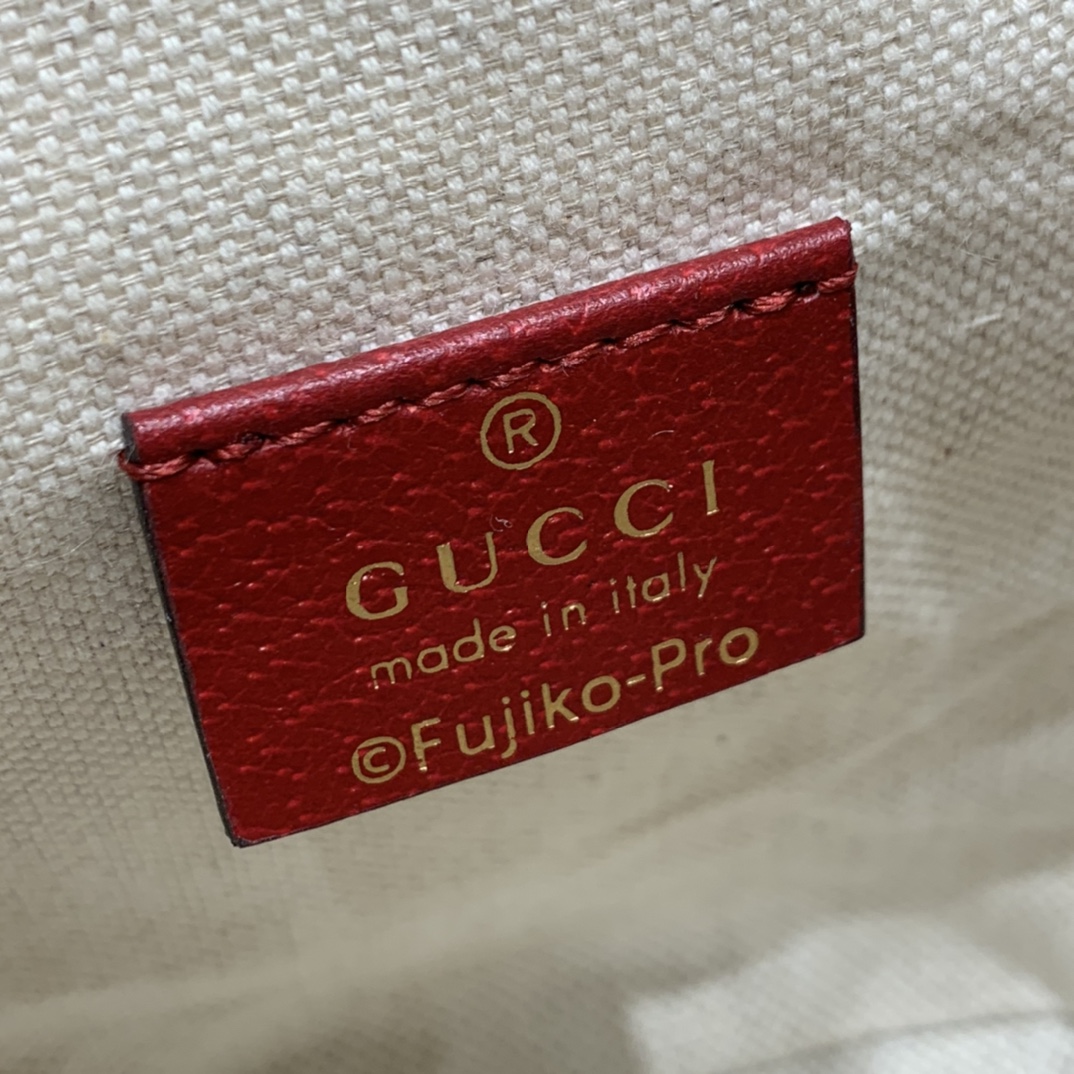 ®
GUCCI
made in italy
©Fujiko-Pro